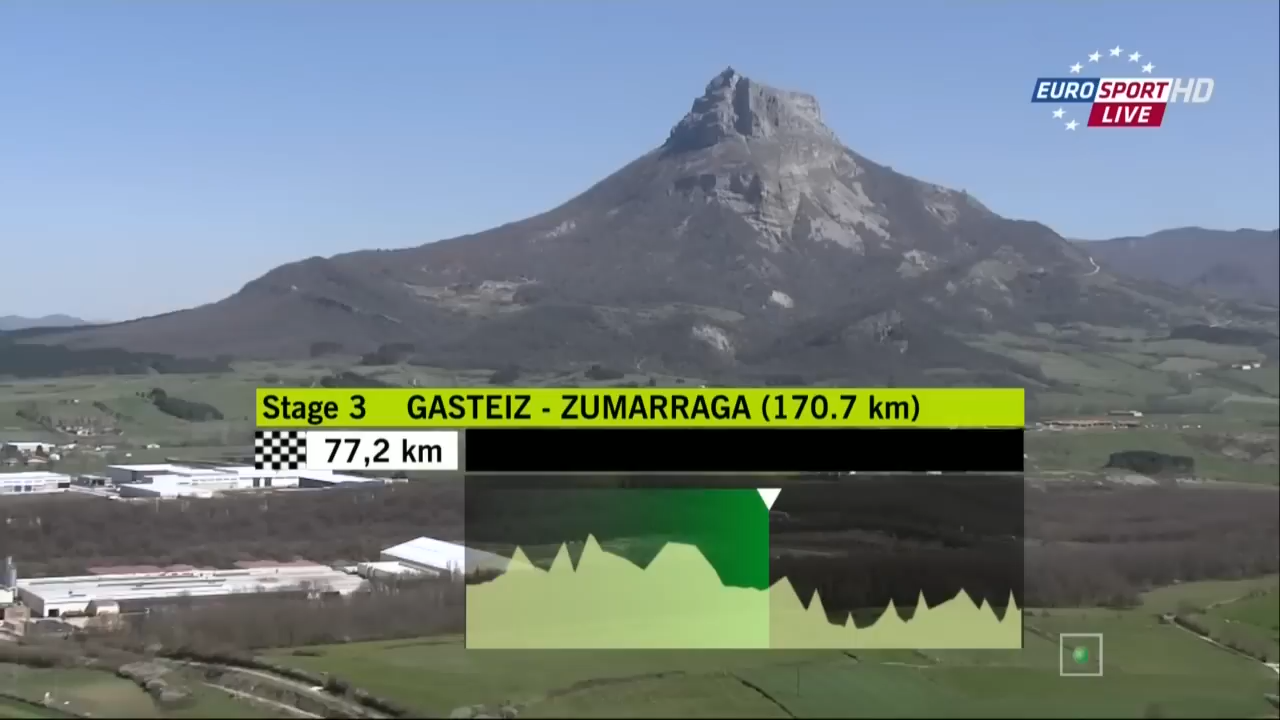 EUROSPORT HD
LIVE
Stage 3 GASTEIZ - ZUMARRAGA (170.7 km)
77,2 km